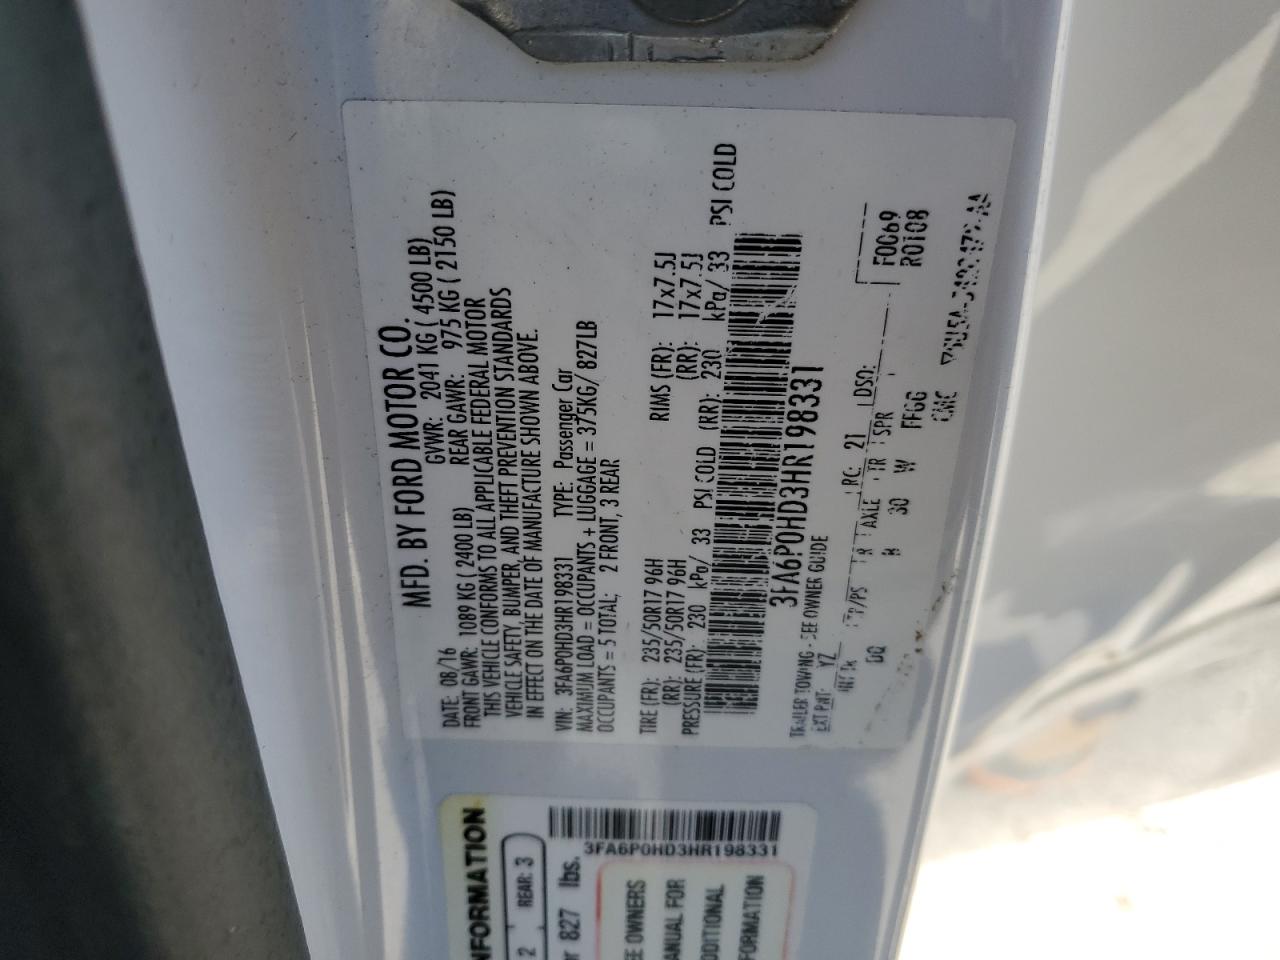 MFD. BY FORD MOTOR CO.
DATE: 08/16 GVWR: 2041 KG ( 4500 LB)
FRONT GAWR: 1089 KG ( 2400 LB) REAR GAWR: 975 KG ( 2150 LB)
THIS VEHICLE CONFORMS TO ALL APPLICABLE FEDERAL MOTOR
VEHICLE SAFETY, BUMPER, AND THEFT PREVENTION STANDARDS
IN EFFECT ON THE DATE OF MANUFACTURE SHOWN ABOVE.
VIN: 3FA6P0HD3HR198331 TYPE: Passenger Car
MAXIMUM LOAD = OCCUPANTS + LUGGAGE = 375KG/ 827LB
OCCUPANTS = 5 TOTAL; 2 FRONT, 3 REAR
TIRE (FR): 235/50R17 96H RIMS (FR): 17x7.5J
(RR): 235/50R17 96H (RR): 17x7.5J
PRESSURE (FR): 230 kPa/ 33 PSI COLD (RR): 230 kPa/ 33 PSI COLD
3FA6P0HD3HR198331
TRAILER TOWING - SEE OWNER GUIDE
EXT PNT: YZ RC: 21 DSO: F0069
R0108
INT TR TP/PS R AXLE TR SPR
DQ B 30 W FFGG
INFORMATION
2 REAR: 3
827 lbs.
3FA6P0HD3HR198331
SEE OWNERS
MANUAL FOR
ADDITIONAL
INFORMATION